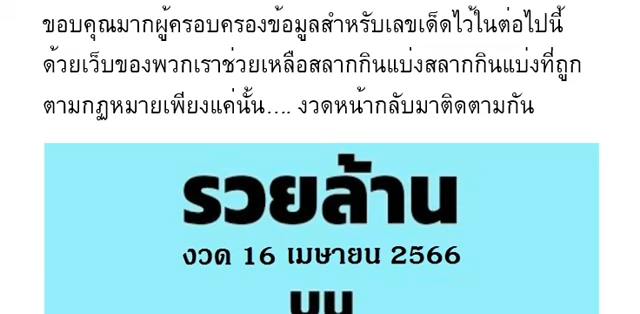 ขอบคุณมากผู้ครอบครองข้อมูลสำหรับเลขเด็ดไว้ในต่อไปนี้
ด้วยเว็บของพวกเราช่วยเหลือสลากกินแบ่งสลากกินแบ่งที่ถูก
ตามกฏหมายเพียงแค่นั้น…. งวดหน้ากลับมาติดตามกัน
รวยล้าน
งวด 16 เมษายน 2566
บน